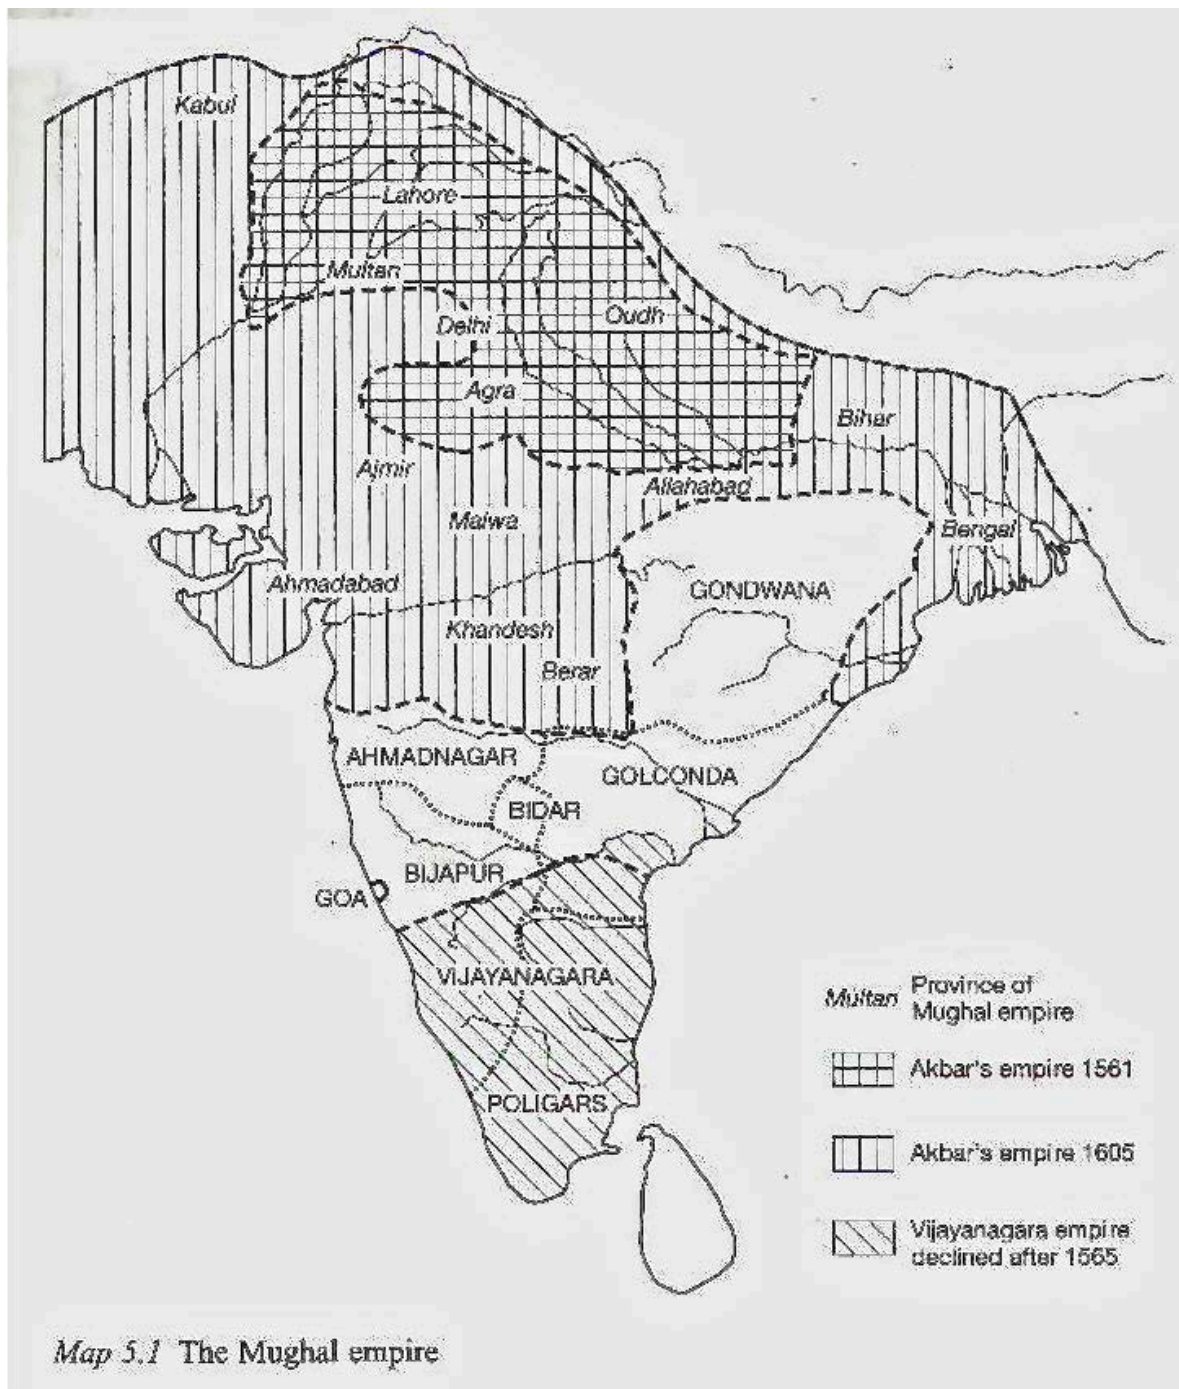 Kabul
Lahore
Multan
Delhi
Oudh
Agra
Bihar
Ajmir
Allahabad
Malwa
Bengal
Ahmadabad
GONDWANA
Khandesh
Berar
AHMADNAGAR
GOLCONDA
BIDAR
BIJAPUR
GOA
VIJAYANAGARA
POLIGARS
Multan Province of
Mughal empire
Akbar's empire 1561
Akbar's empire 1605
Vijayanagara empire
declined after 1565
Map 5.1 The Mughal empire